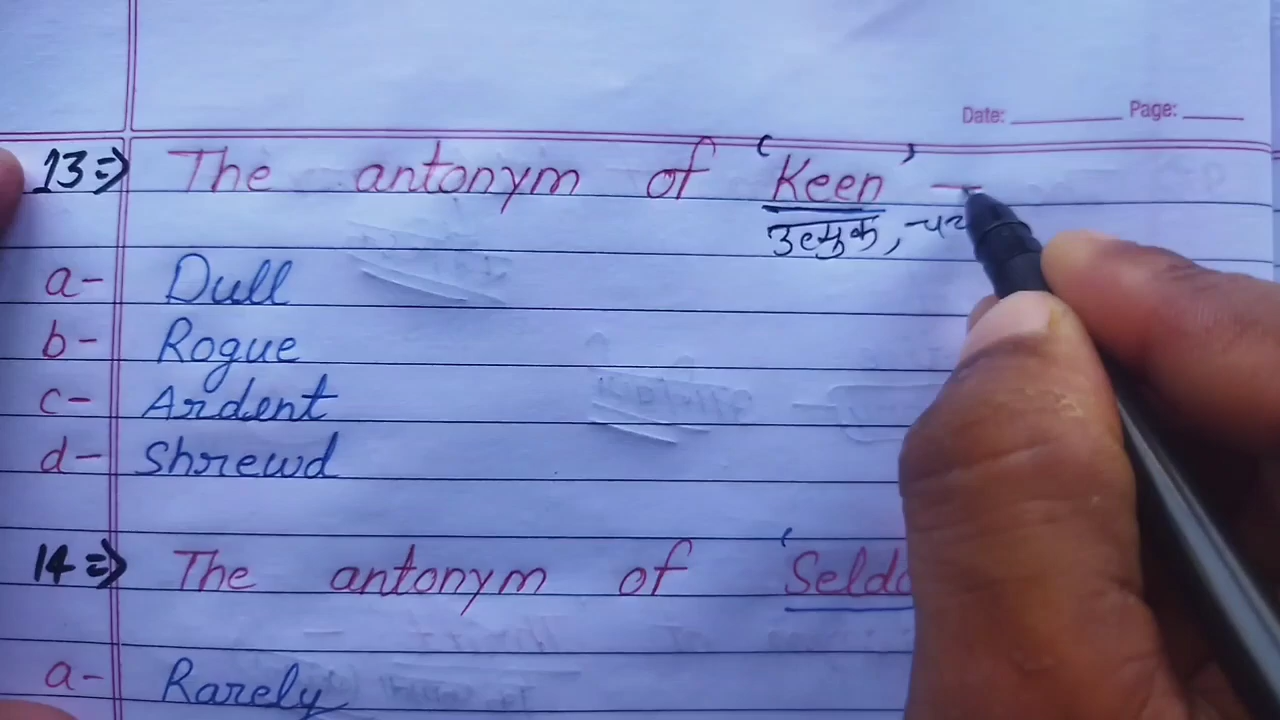 Date: Page:
13⇒ The antonym of 'Keen' –
उत्सुक,
a- Dull
b- Rogue
c- Ardent
d- Shrewd
14⇒ The antonym of '
a- Rarely